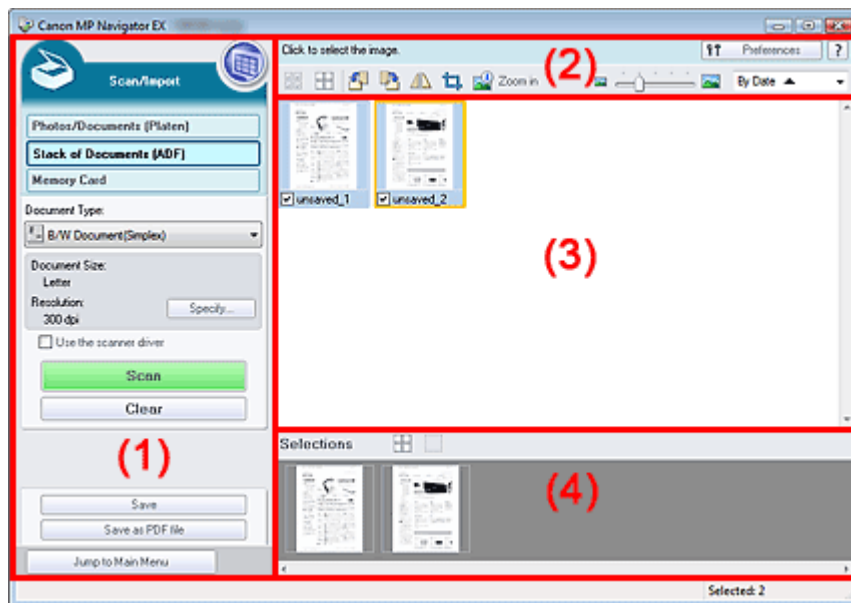 Canon MP Navigator EX
Scan/Import
Photos/Documents (Platen)
Stack of Documents (ADF)
Memory Card
Document Type:
B/W Document(Simplex)
Document Size:
Letter
Resolution:
300 dpi
Specify...
Use the scanner driver
Scan
Clear
(1)
Save
Save as PDF file
Jump to Main Menu
Click to select the image.
Preferences
?
(2)
Zoom in
By Date
unsaved_1
unsaved_2
(3)
Selections
(4)
Selected: 2